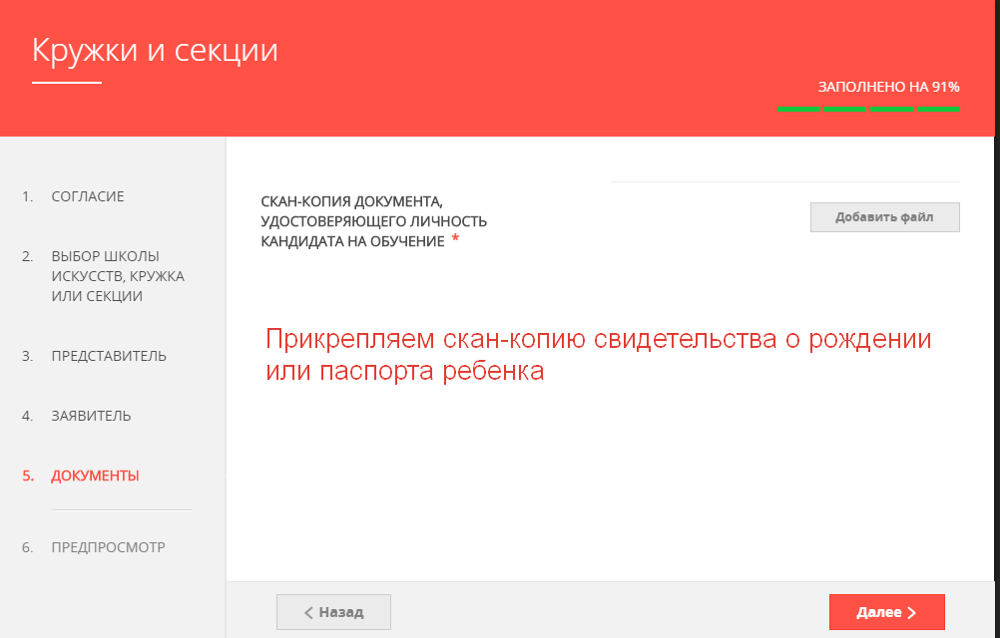 Кружки и секции
ЗАПОЛНЕНО НА 91%
1. СОГЛАСИЕ
2. ВЫБОР ШКОЛЫ
ИСКУССТВ, КРУЖКА
ИЛИ СЕКЦИИ
3. ПРЕДСТАВИТЕЛЬ
4. ЗАЯВИТЕЛЬ
5. ДОКУМЕНТЫ
6. ПРЕДПРОСМОТР
СКАН-КОПИЯ ДОКУМЕНТА,
УДОСТОВЕРЯЮЩЕГО ЛИЧНОСТЬ
КАНДИДАТА НА ОБУЧЕНИЕ *
Добавить файл
Прикрепляем скан-копию свидетельства о рождении
или паспорта ребенка
Назад
Далее